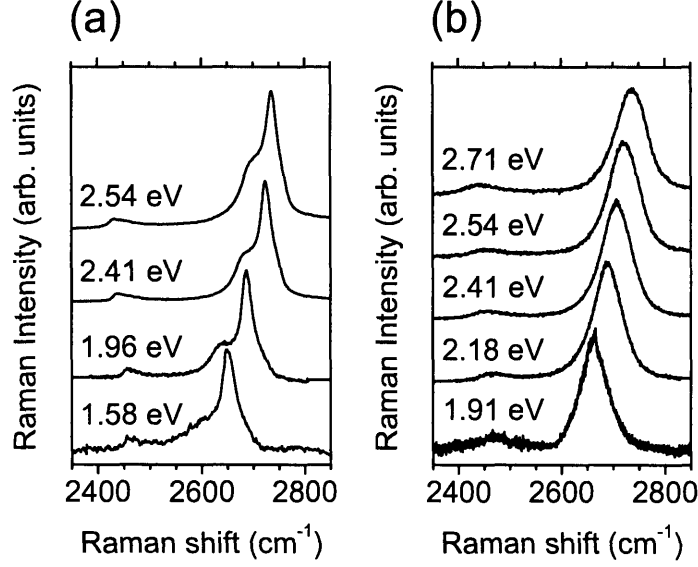 (a)
Raman Intensity (arb. units)
2.54 eV
2.41 eV
1.96 eV
1.58 eV
2400 2600 2800
Raman shift (cm⁻¹)
(b)
Raman Intensity (arb. units)
2.71 eV
2.54 eV
2.41 eV
2.18 eV
1.91 eV
2400 2600 2800
Raman shift (cm⁻¹)